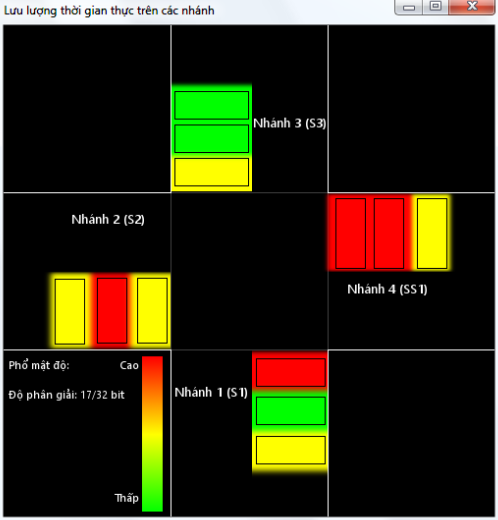 Lưu lượng thời gian thực trên các nhánh
Nhánh 3 (S3)
Nhánh 2 (S2)
Nhánh 4 (SS1)
Phổ mật độ: Cao
Độ phân giải: 17/32 bit
Thấp
Nhánh 1 (S1)